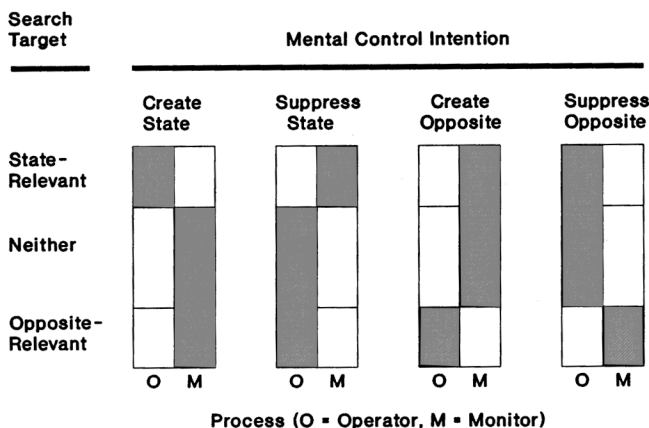 Search
Target
Mental Control Intention
Create
State
Suppress
State
Create
Opposite
Suppress
Opposite
State-
Relevant
Neither
Opposite-
Relevant
O M O M O M O M
Process (O = Operator, M = Monitor)